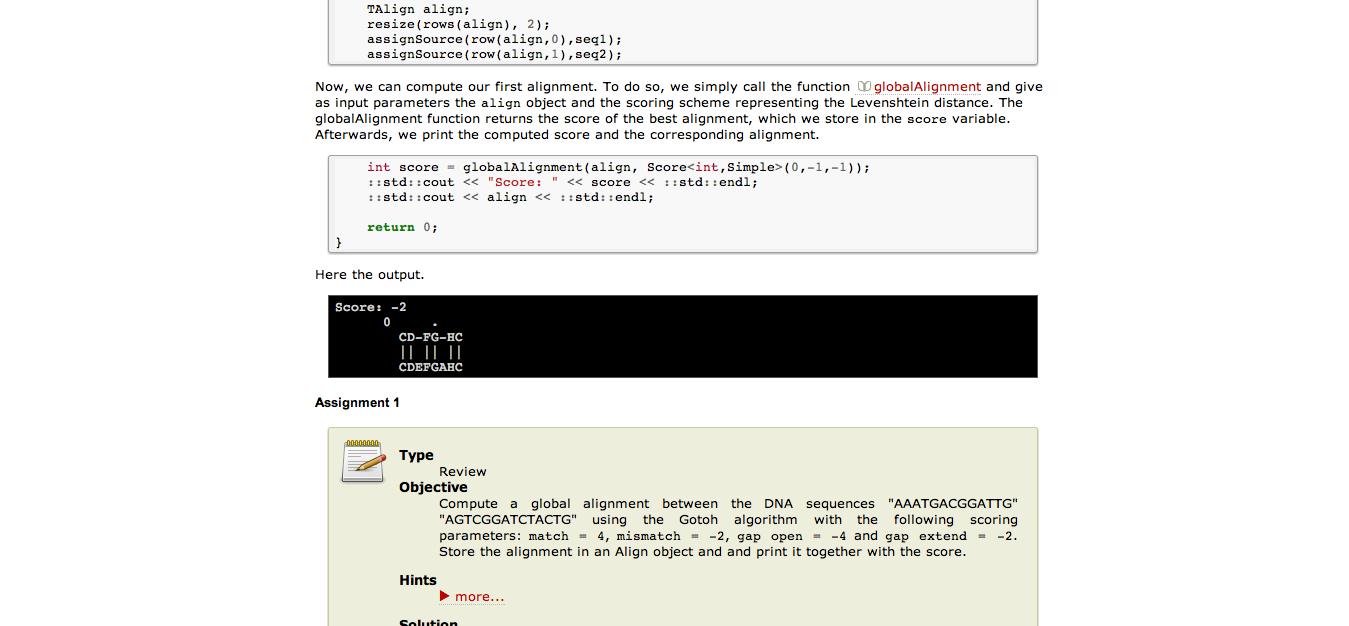 TAlign align;
resize(rows(align), 2);
assignSource(row(align,0),seq1);
assignSource(row(align,1),seq2);
Now, we can compute our first alignment. To do so, we simply call the function globalAlignment and give
as input parameters the align object and the scoring scheme representing the Levenshtein distance. The
globalAlignment function returns the score of the best alignment, which we store in the score variable.
Afterwards, we print the computed score and the corresponding alignment.
int score = globalAlignment(align, Score<int,Simple>(0,-1,-1));
::std::cout << "Score: " << score << ::std::endl;
::std::cout << align << ::std::endl;
return 0;
}
Here the output.
Score: -2
0     .
CD-FG-HC
|| || ||
CDEFGAHC
Assignment 1
Type
Review
Objective
Compute a global alignment between the DNA sequences "AAATGACGGATTG"
"AGTCGGATCTACTG" using the Gotoh algorithm with the following scoring
parameters: match = 4, mismatch = -2, gap open = -4 and gap extend = -2.
Store the alignment in an Align object and and print it together with the score.
Hints
more...
Solution